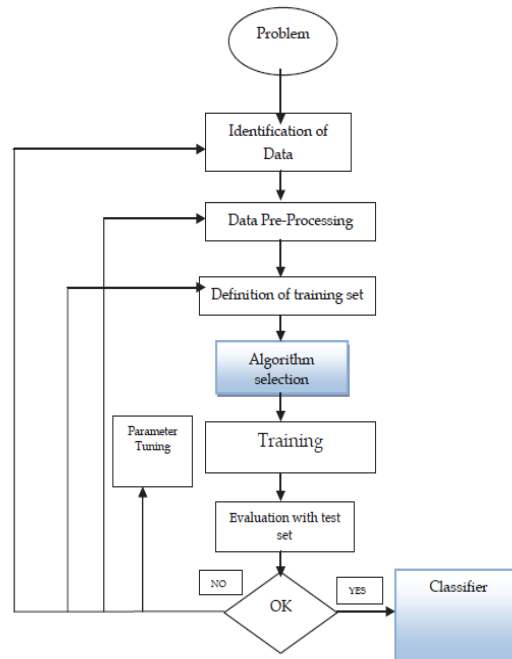 Problem
Identification of
Data
Data Pre-Processing
Definition of training set
Algorithm
selection
Parameter
Tuning
Training
Evaluation with test
set
NO
OK
YES
Classifier